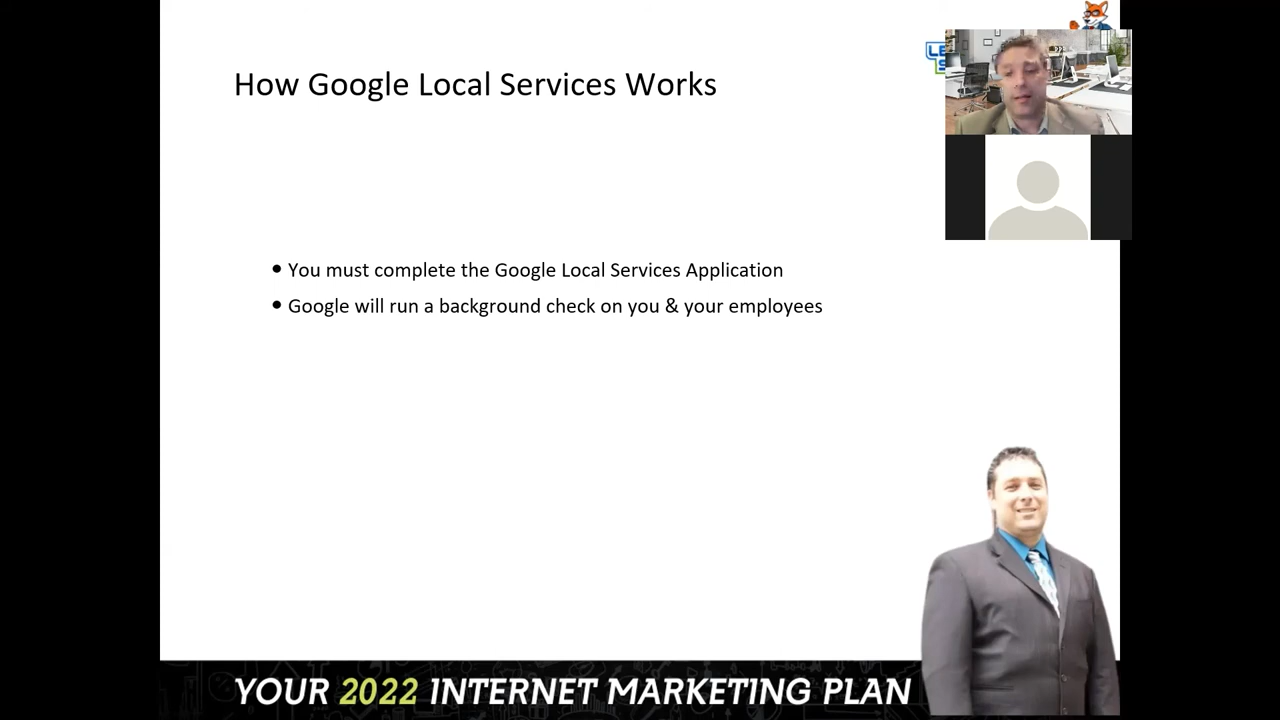 How Google Local Services Works
LE
S
• You must complete the Google Local Services Application
• Google will run a background check on you & your employees
YOUR 2022 INTERNET MARKETING PLAN